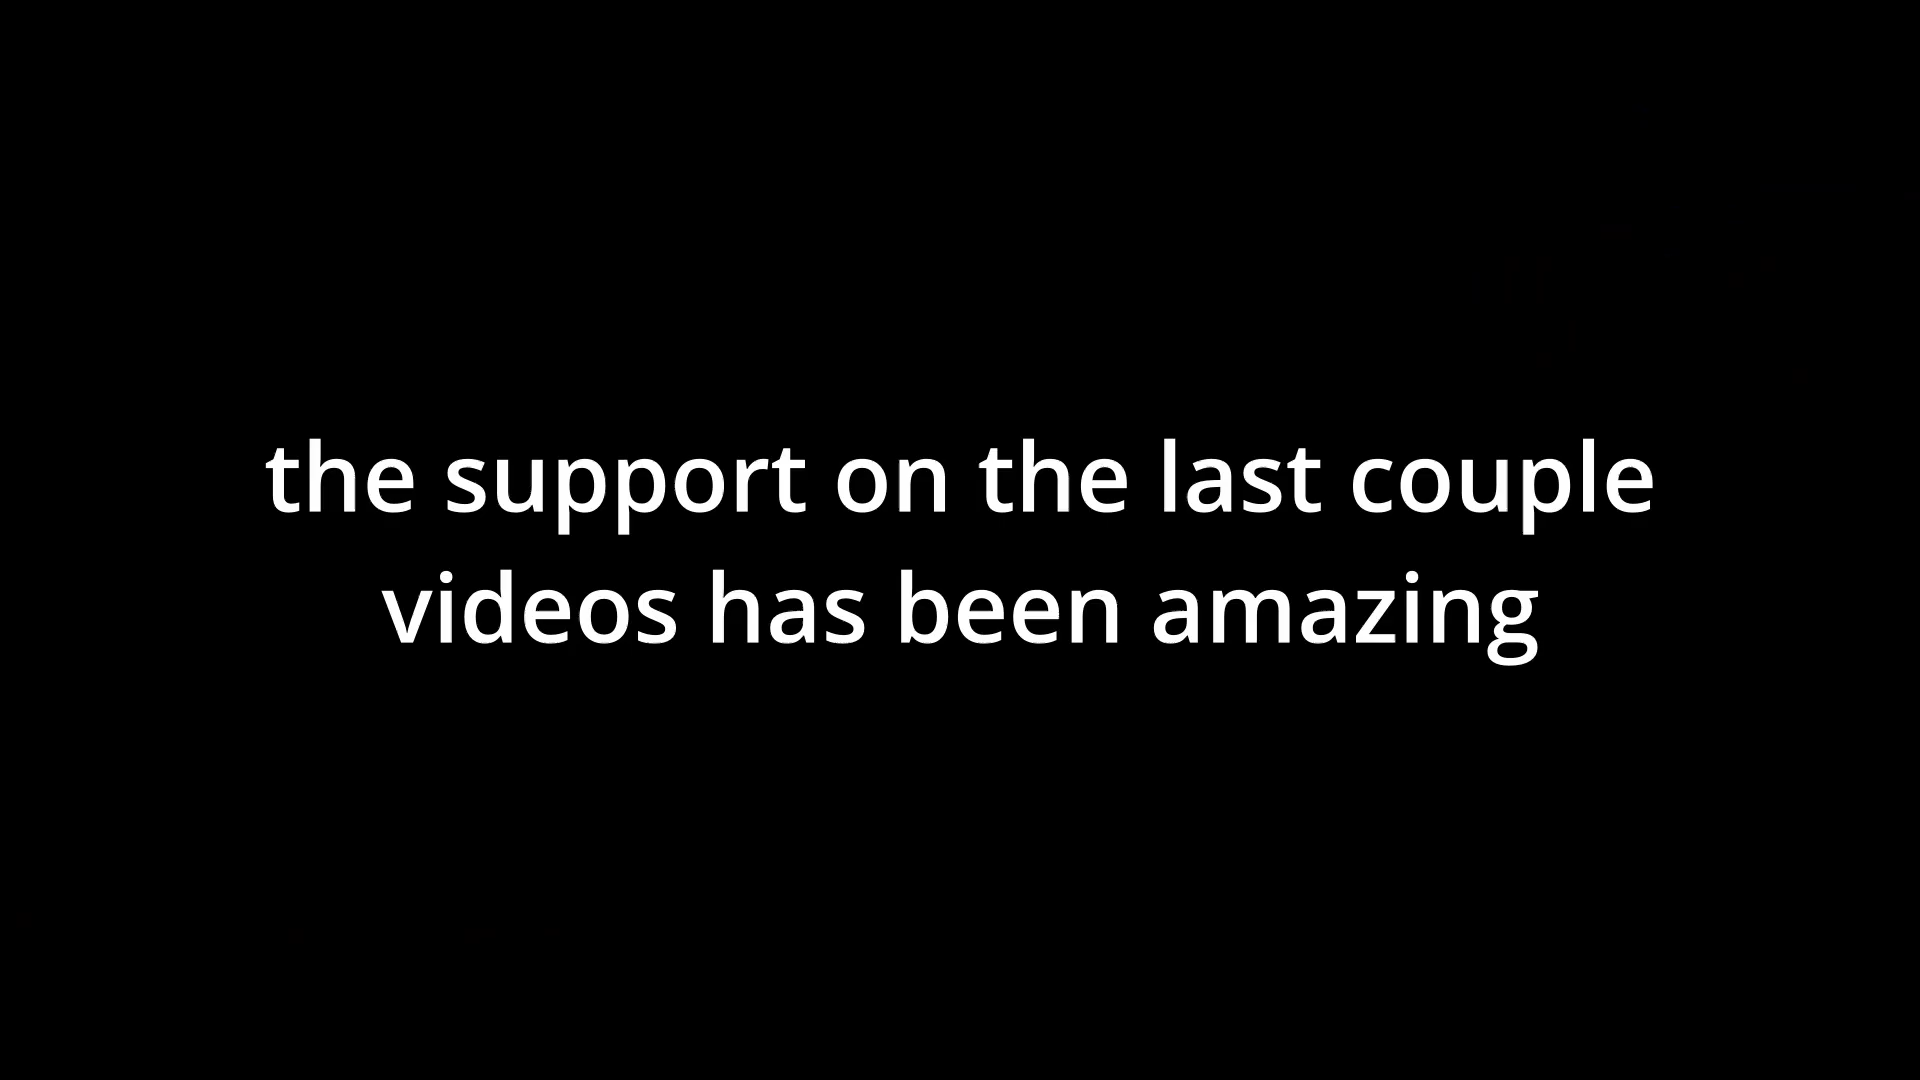 the support on the last couple
videos has been amazing